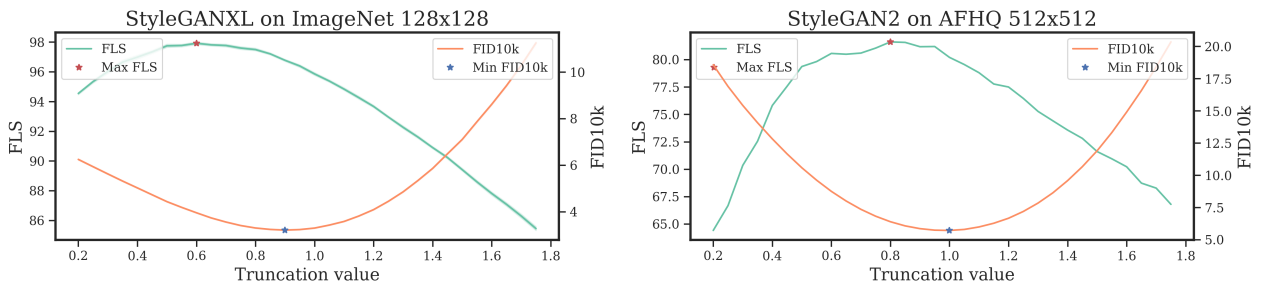 StyleGANXL on ImageNet 128x128
FLS
Max FLS
FID10k
Min FID10k
98
96
94
92
90
88
86
FLS
10
8
6
4
FID10k
0.2 0.4 0.6 0.8 1.0 1.2 1.4 1.6 1.8
Truncation value
StyleGAN2 on AFHQ 512x512
FLS
Max FLS
FID10k
Min FID10k
80.0
77.5
75.0
72.5
70.0
67.5
65.0
FLS
20.0
17.5
15.0
12.5
10.0
7.5
5.0
FID10k
0.2 0.4 0.6 0.8 1.0 1.2 1.4 1.6 1.8
Truncation value